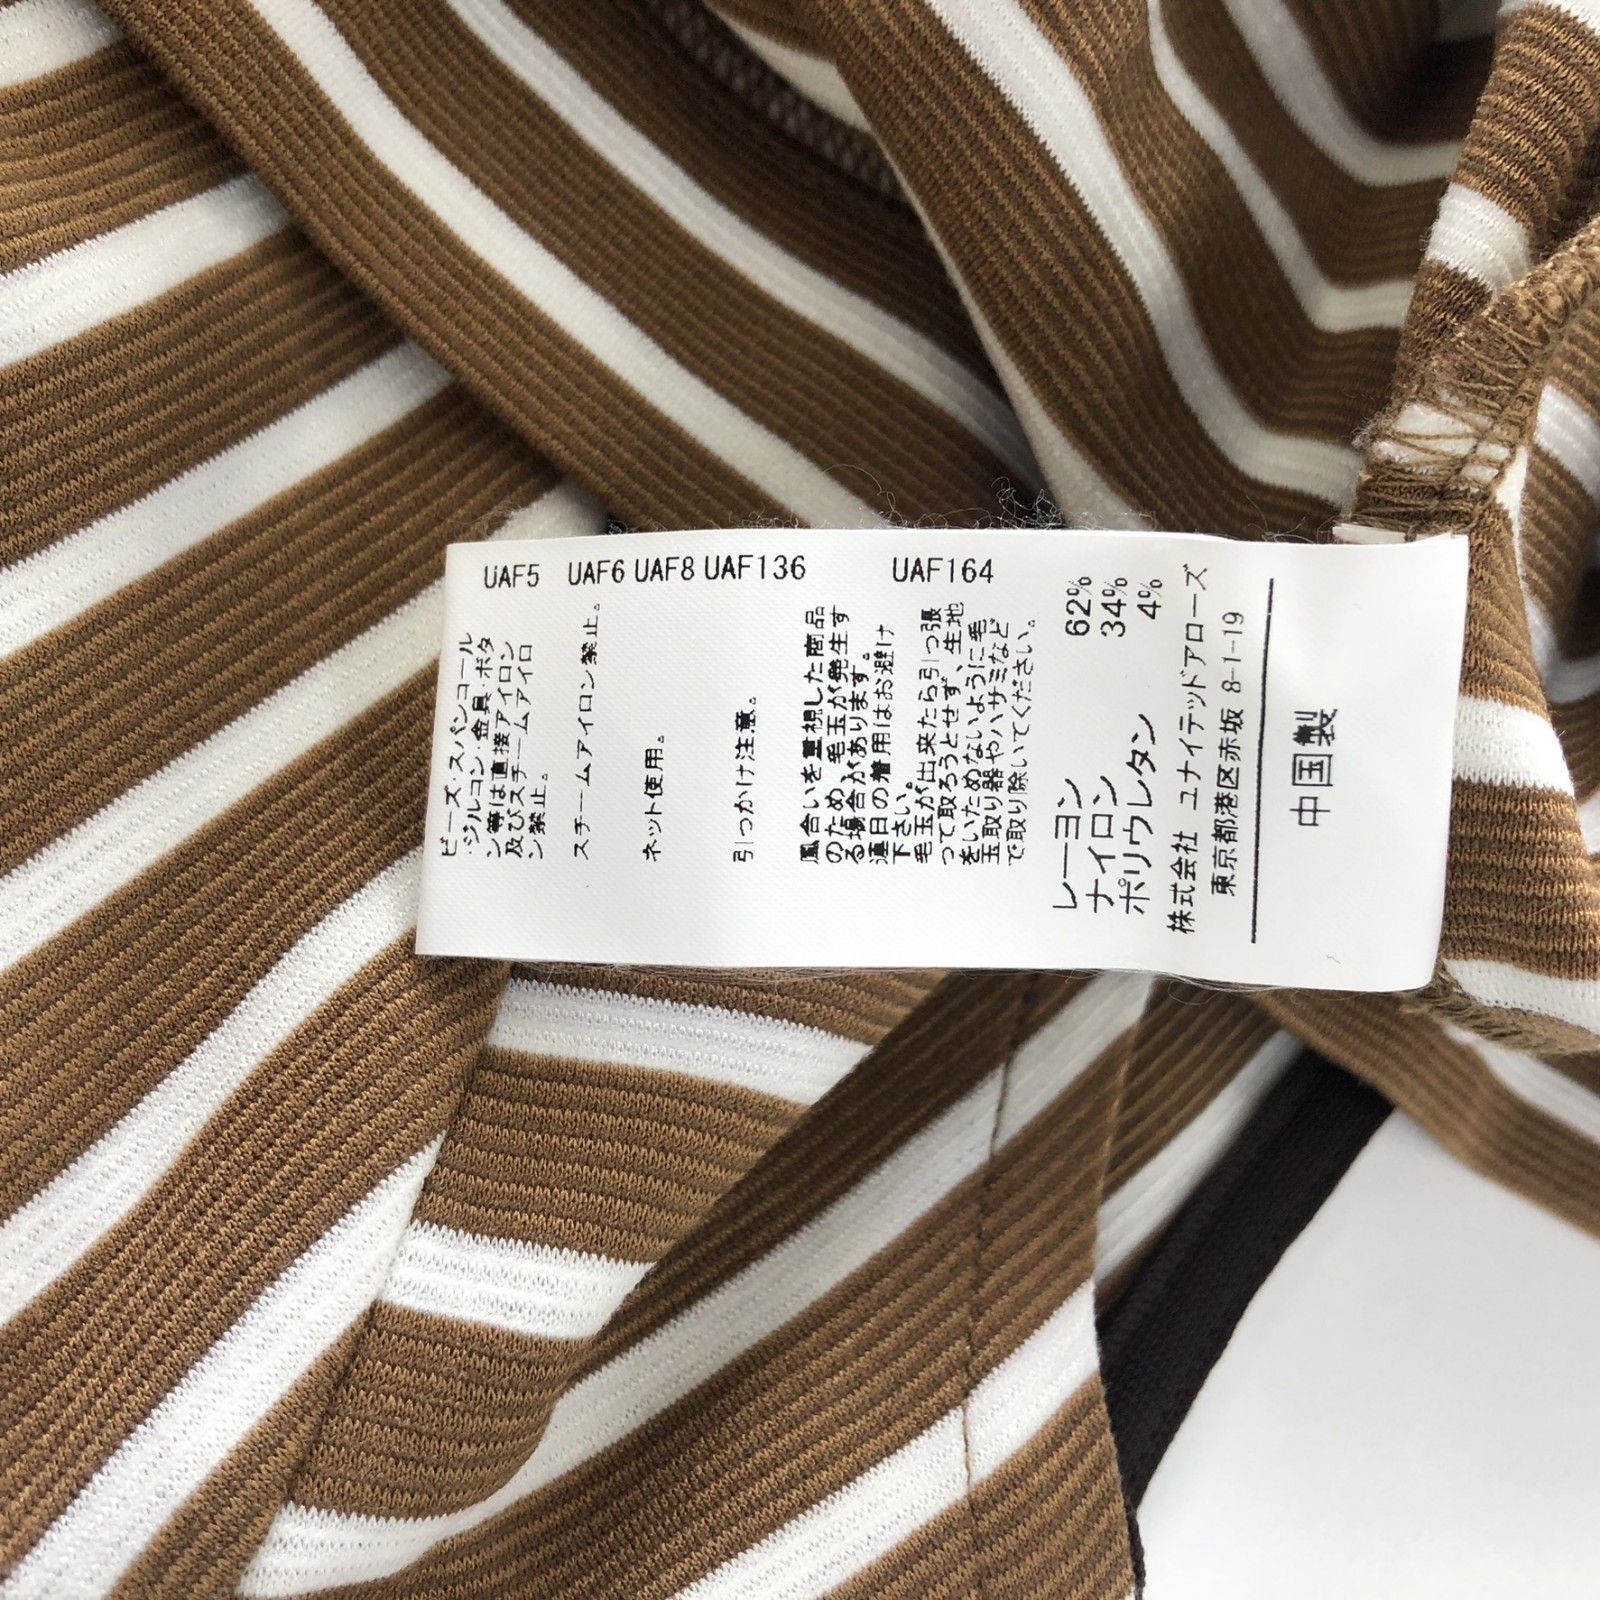 UAF5
ビーズ・スパンコール
・ジルコン・金具・ボタ
ン等は直接アイロン
及びスチームアイロ
ン禁止。
UAF6
スチームアイロン禁止。
UAF8
ネット使用。
UAF136
引っかけ注意。
UAF164
風合いを重視した商品
のため、毛玉が発生す
る場合があります。
連日の着用はお避け
下さい。
毛玉が出来たら引っ張
って取ろうとせず、生地
をいためないように毛
玉取り器やハサミなど
で取り除いてください。
レーヨン 62%
ナイロン 34%
ポリウレタン 4%
株式会社 ユナイテッドアローズ
東京都港区赤坂 8-1-19
中国製